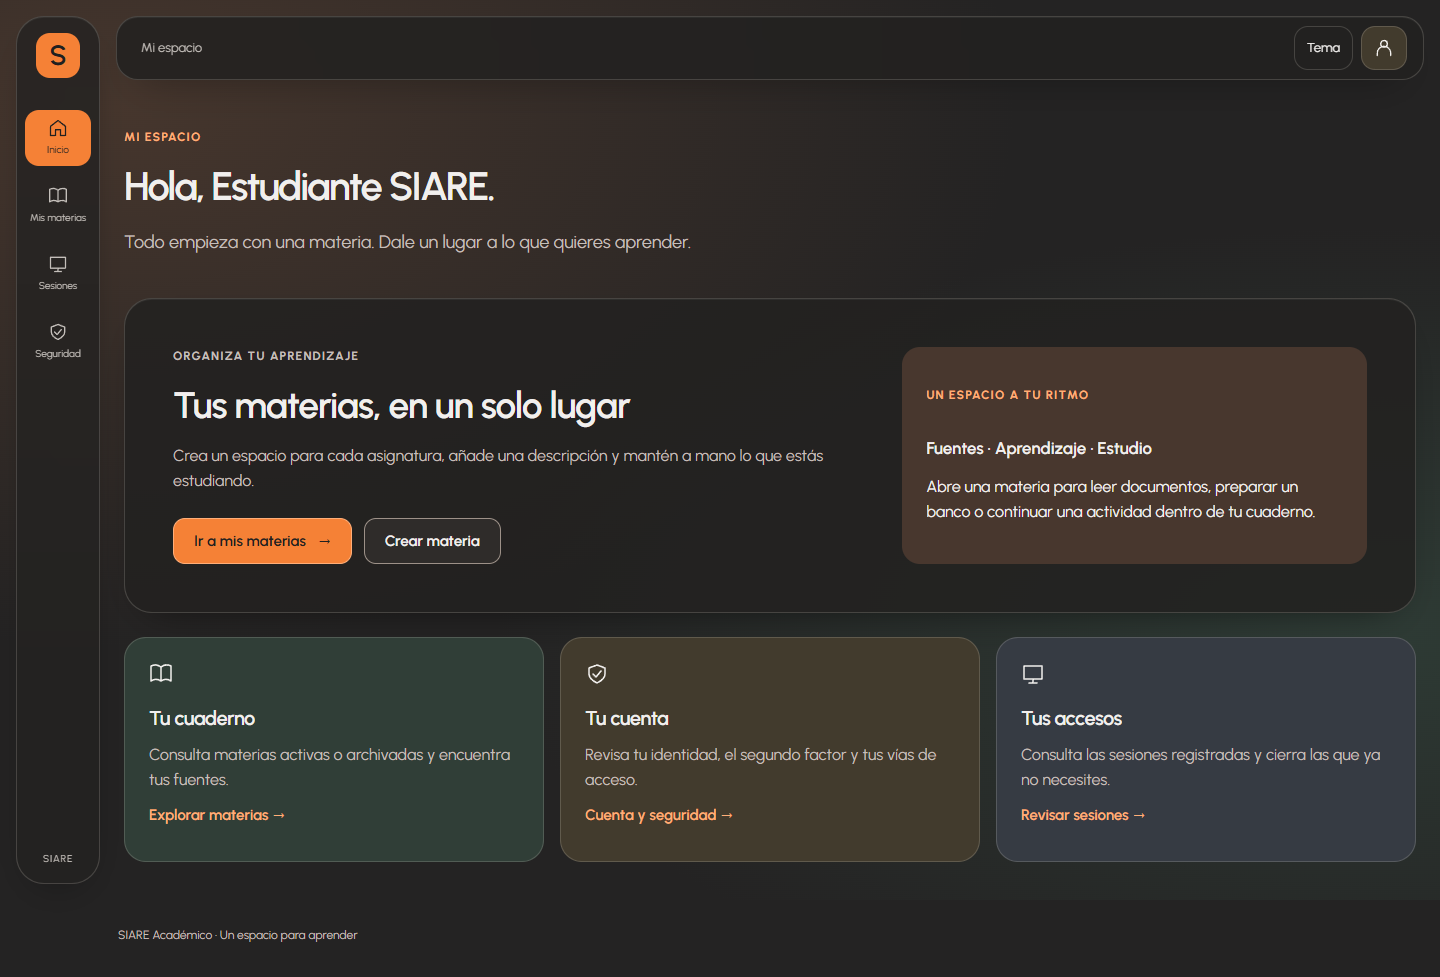 S
Mi espacio
Tema
Inicio
Mis materias
Sesiones
Seguridad
SIARE
MI ESPACIO
Hola, Estudiante SIARE.
Todo empieza con una materia. Dale un lugar a lo que quieres aprender.
ORGANIZA TU APRENDIZAJE
Tus materias, en un solo lugar
Crea un espacio para cada asignatura, añade una descripción y mantén a mano lo que estás
estudiando.
Ir a mis materias →
Crear materia
UN ESPACIO A TU RITMO
Fuentes · Aprendizaje · Estudio
Abre una materia para leer documentos, preparar un
banco o continuar una actividad dentro de tu cuaderno.
Tu cuaderno
Consulta materias activas o archivadas y encuentra
tus fuentes.
Explorar materias →
Tu cuenta
Revisa tu identidad, el segundo factor y tus vías de
acceso.
Cuenta y seguridad →
Tus accesos
Consulta las sesiones registradas y cierra las que ya
no necesites.
Revisar sesiones →
SIARE Académico · Un espacio para aprender